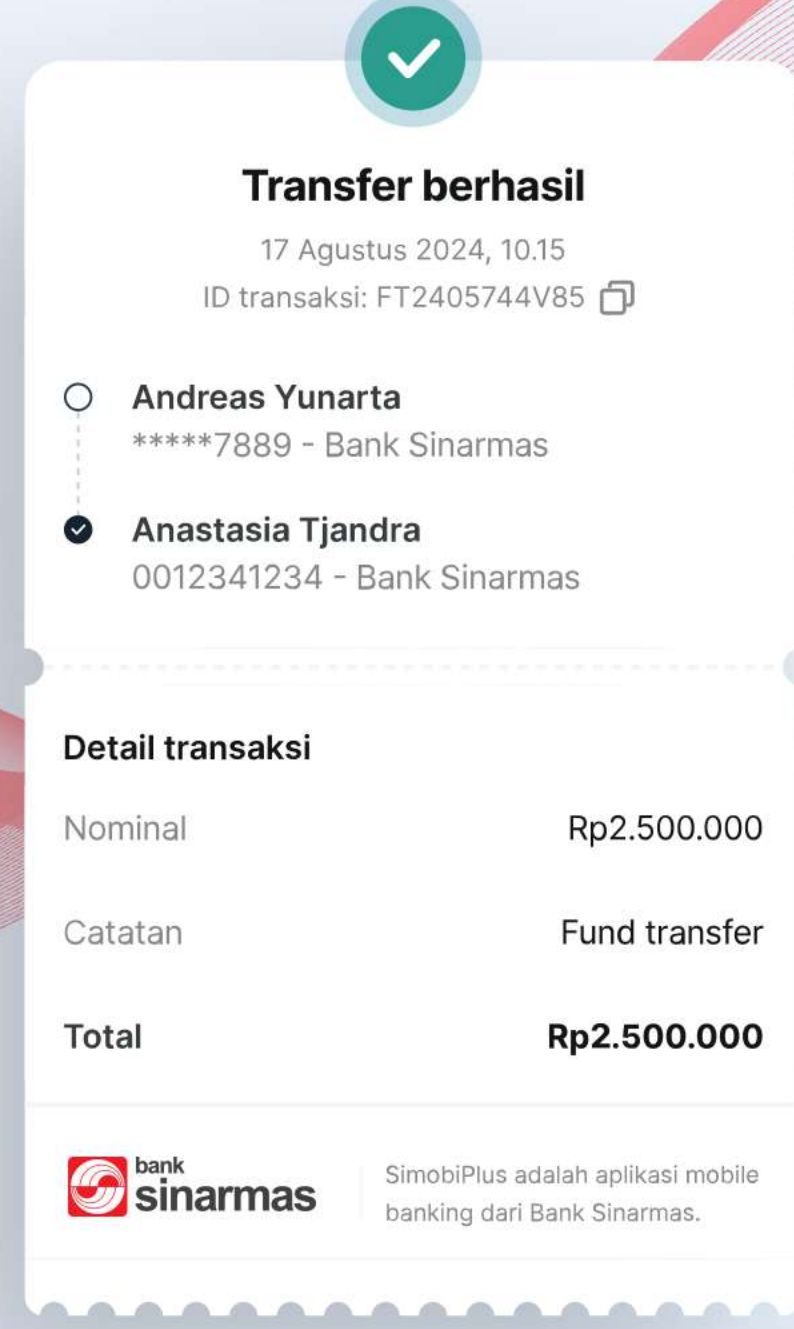 Transfer berhasil
17 Agustus 2024, 10.15
ID transaksi: FT2405744V85
Andreas Yunarta
*****7889 - Bank Sinarmas
Anastasia Tjandra
0012341234 - Bank Sinarmas
Detail transaksi
Nominal Rp2.500.000
Catatan Fund transfer
Total Rp2.500.000
bank
sinarmas
SimobiPlus adalah aplikasi mobile
banking dari Bank Sinarmas.